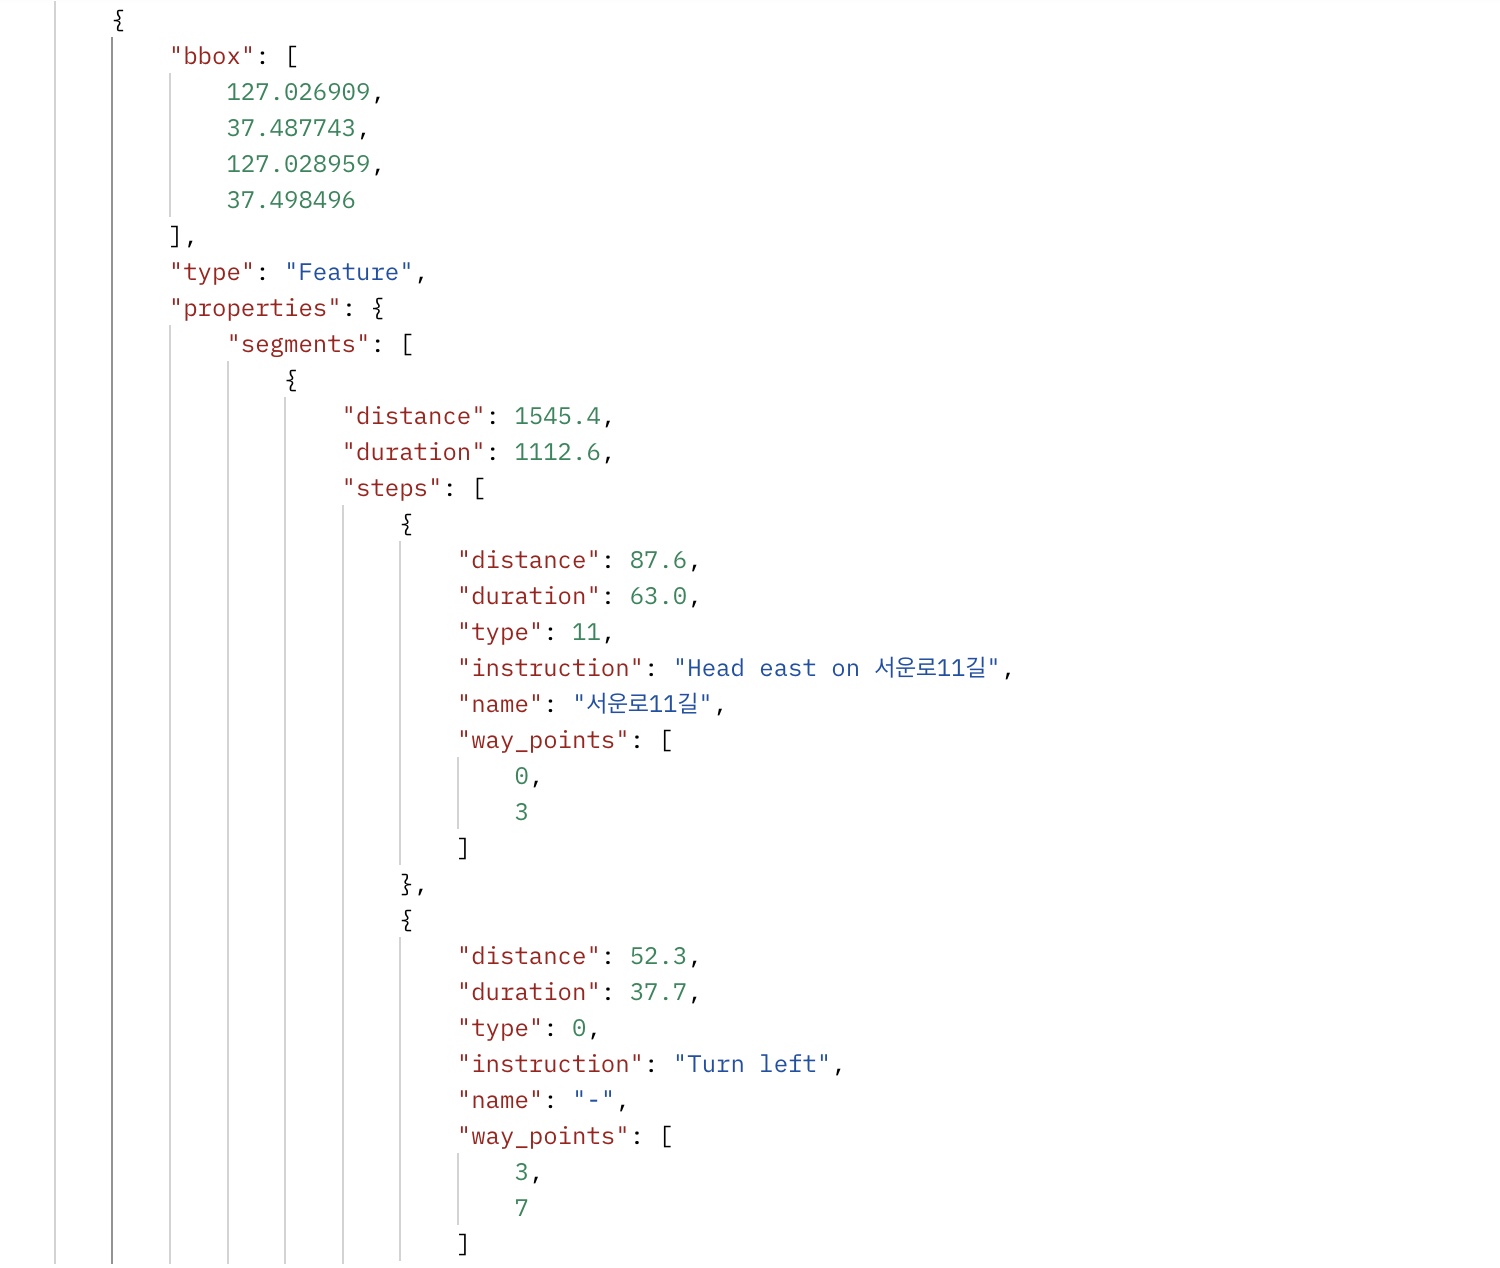 {
"bbox": [
127.026909,
37.487743,
127.028959,
37.498496
],
"type": "Feature",
"properties": {
"segments": [
{
"distance": 1545.4,
"duration": 1112.6,
"steps": [
{
"distance": 87.6,
"duration": 63.0,
"type": 11,
"instruction": "Head east on 서운로11길",
"name": "서운로11길",
"way_points": [
0,
3
]
},
{
"distance": 52.3,
"duration": 37.7,
"type": 0,
"instruction": "Turn left",
"name": "-",
"way_points": [
3,
7
]